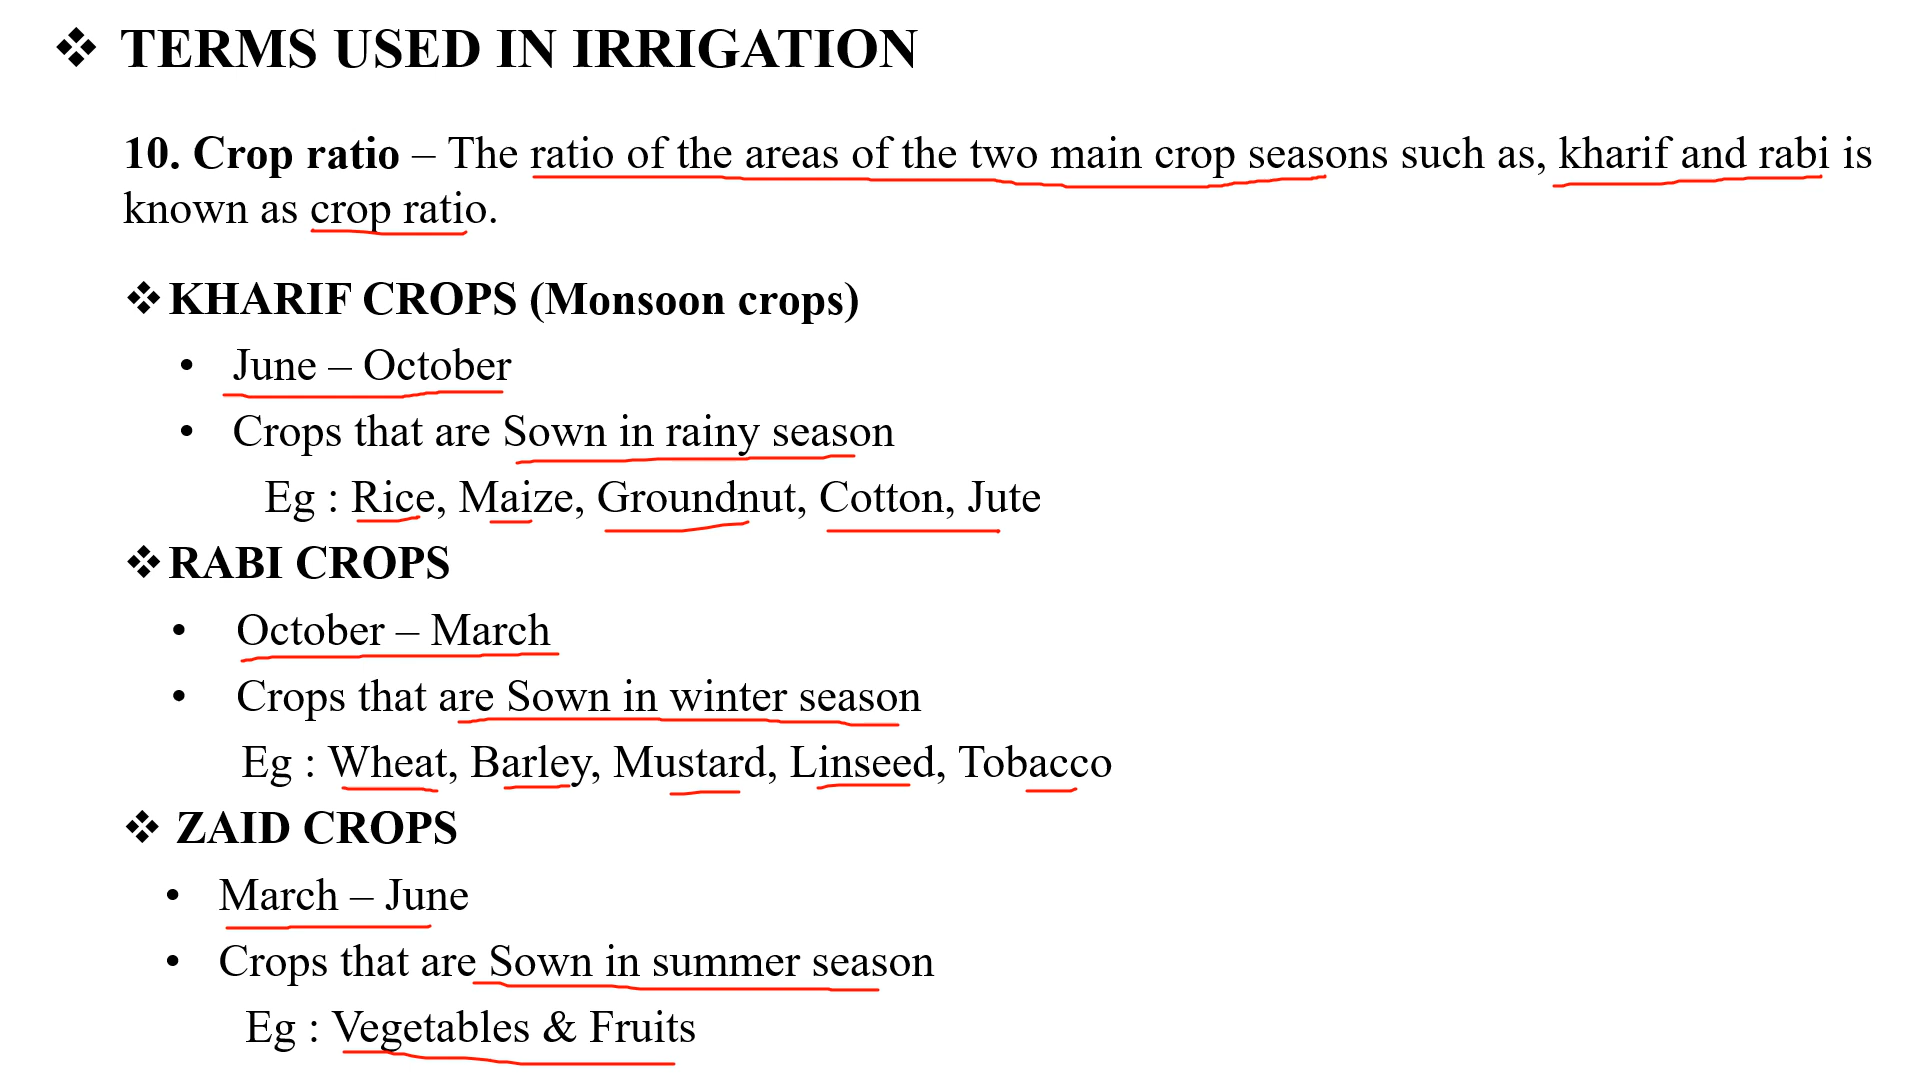 ❖ TERMS USED IN IRRIGATION
10. Crop ratio – The ratio of the areas of the two main crop seasons such as, kharif and rabi is
known as crop ratio.
❖ KHARIF CROPS (Monsoon crops)
• June – October
• Crops that are Sown in rainy season
Eg : Rice, Maize, Groundnut, Cotton, Jute
❖ RABI CROPS
• October – March
• Crops that are Sown in winter season
Eg : Wheat, Barley, Mustard, Linseed, Tobacco
❖ ZAID CROPS
• March – June
• Crops that are Sown in summer season
Eg : Vegetables & Fruits